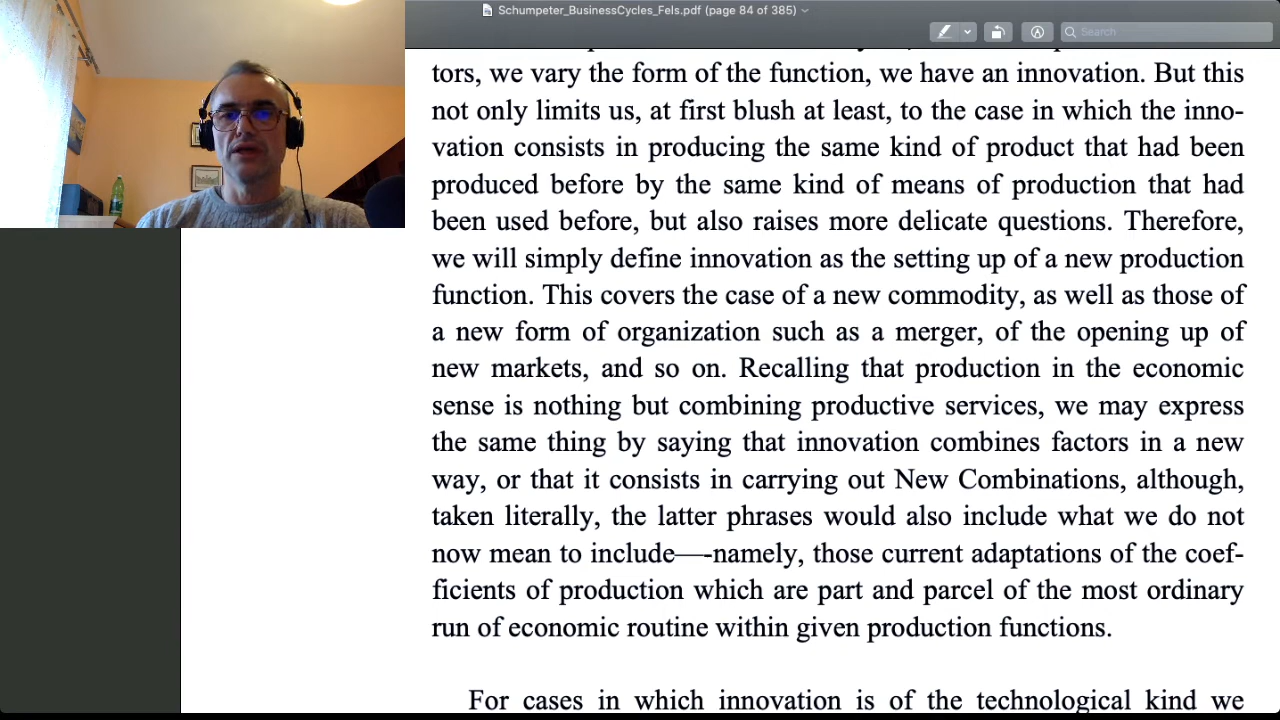 Schumpeter_BusinessCycles_Fels.pdf (page 84 of 385)
Search
tors, we vary the form of the function, we have an innovation. But this
not only limits us, at first blush at least, to the case in which the inno-
vation consists in producing the same kind of product that had been
produced before by the same kind of means of production that had
been used before, but also raises more delicate questions. Therefore,
we will simply define innovation as the setting up of a new production
function. This covers the case of a new commodity, as well as those of
a new form of organization such as a merger, of the opening up of
new markets, and so on. Recalling that production in the economic
sense is nothing but combining productive services, we may express
the same thing by saying that innovation combines factors in a new
way, or that it consists in carrying out New Combinations, although,
taken literally, the latter phrases would also include what we do not
now mean to include—-namely, those current adaptations of the coef-
ficients of production which are part and parcel of the most ordinary
run of economic routine within given production functions.
For cases in which innovation is of the technological kind we